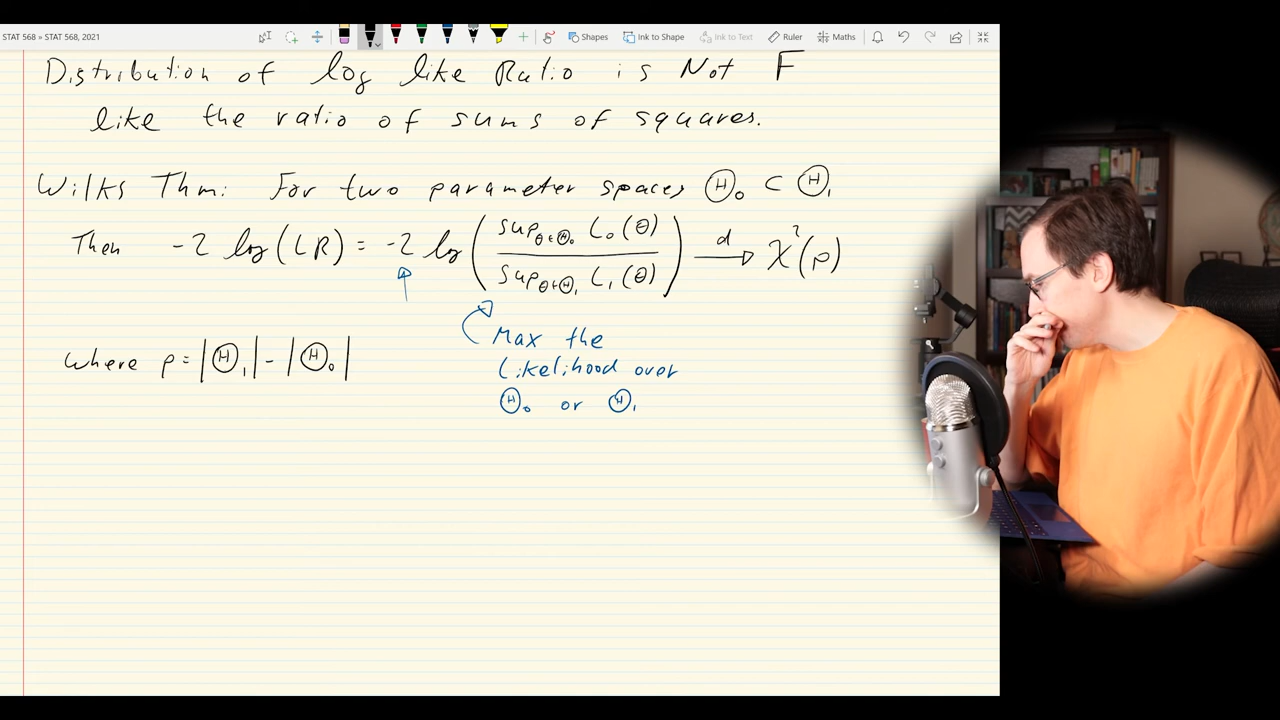 STAT 568 » STAT 568, 2021
Shapes Ink to Shape Ink to Text Ruler Maths
Distribution of log like Ratio is Not F
like the ratio of sums of squares.
Wilks Thm: For two parameter spaces Θ₀ ⊂ Θ₁
Then -2 log(LR) = -2 log( sup_{θ∈Θ₀} L₀(θ) / sup_{θ∈Θ₁} L₁(θ) ) →d χ²(p)
Max the
Likelihood over
Θ₀ or Θ₁
where p = |Θ₁| - |Θ₀|